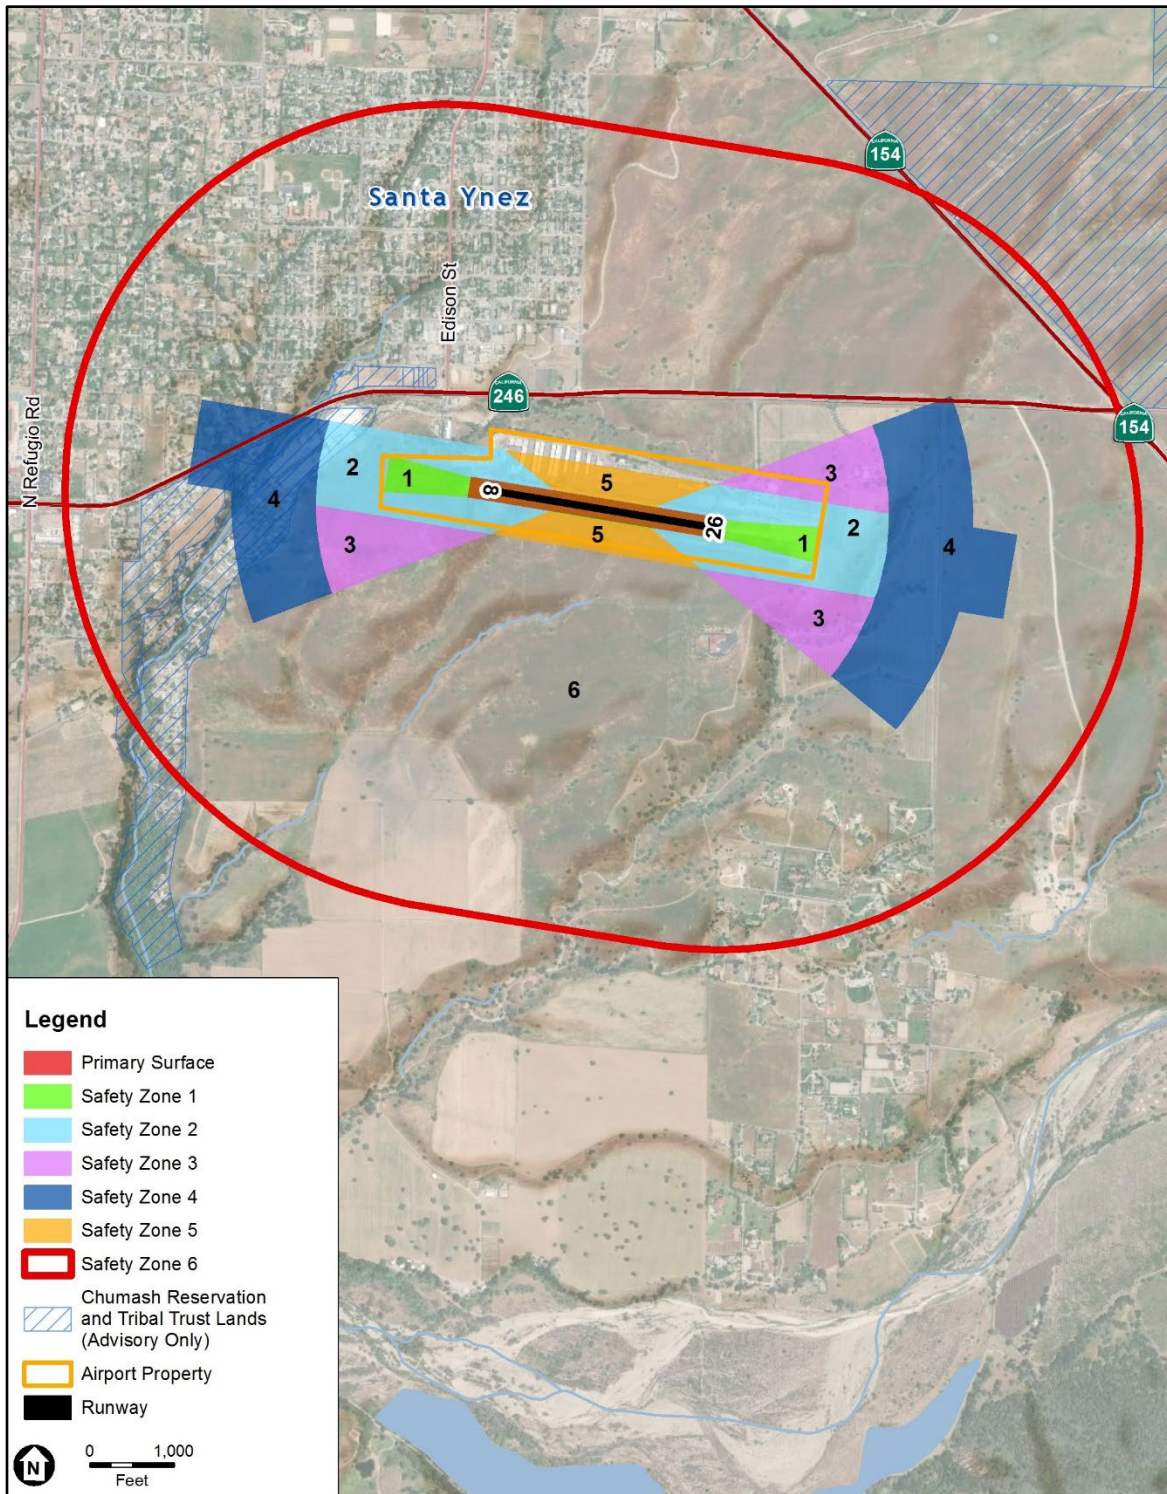 CALIFORNIA
154
Santa Ynez
Edison St
CALIFORNIA
246
CALIFORNIA
154
N Refugio Rd
2
1
8
5
3
4
3
5
26
1
2
4
3
6
Legend
Primary Surface
Safety Zone 1
Safety Zone 2
Safety Zone 3
Safety Zone 4
Safety Zone 5
Safety Zone 6
Chumash Reservation
and Tribal Trust Lands
(Advisory Only)
Airport Property
Runway
N
0 1,000
Feet